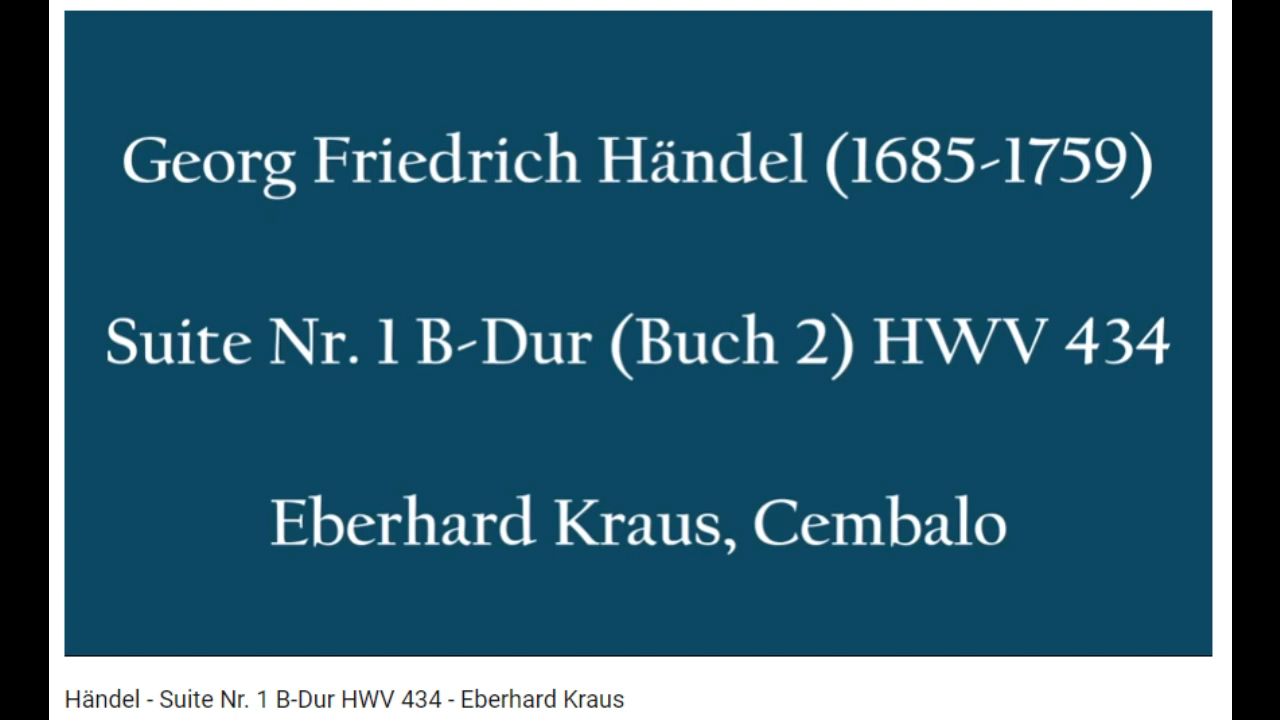 Georg Friedrich Händel (1685-1759)
Suite Nr. 1 B-Dur (Buch 2) HWV 434
Eberhard Kraus, Cembalo
Händel - Suite Nr. 1 B-Dur HWV 434 - Eberhard Kraus